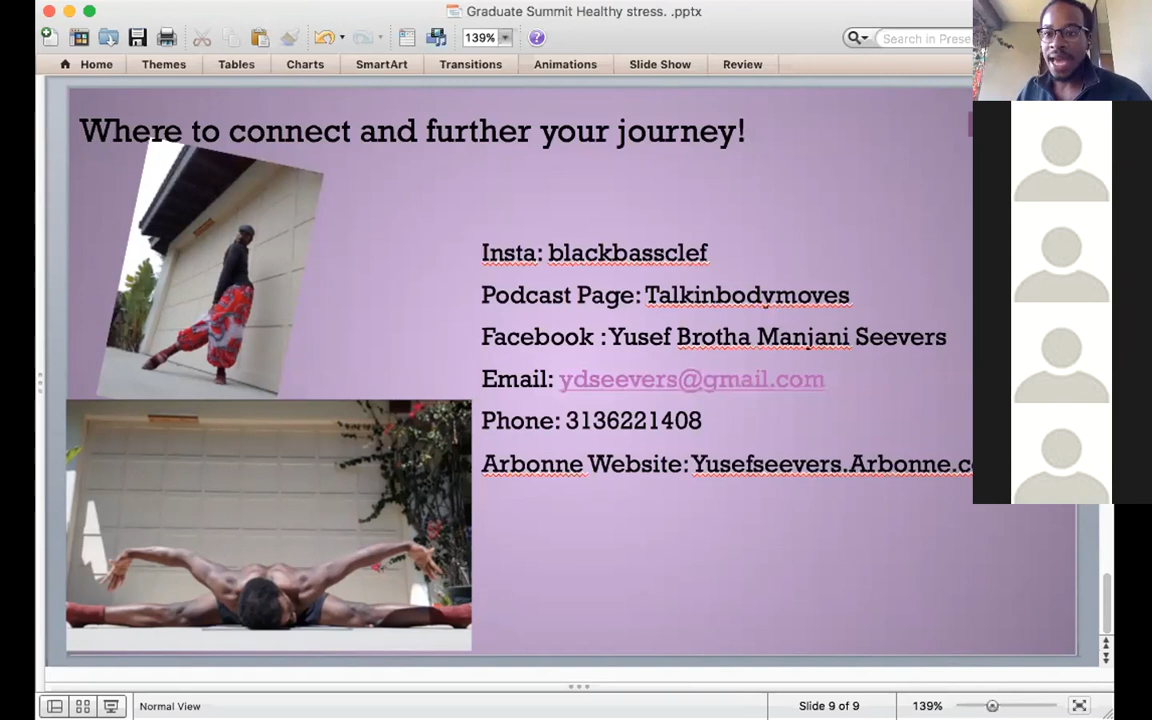 Graduate Summit Healthy stress. .pptx
139%
Search in Prese
Home Themes Tables Charts SmartArt Transitions Animations Slide Show Review
Where to connect and further your journey!
Insta: blackbassclef
Podcast Page: Talkinbodymoves
Facebook :Yusef Brotha Manjani Seevers
Email: ydseevers@gmail.com
Phone: 3136221408
Arbonne Website: Yusefseevers.Arbonne.c
Normal View
Slide 9 of 9
139%